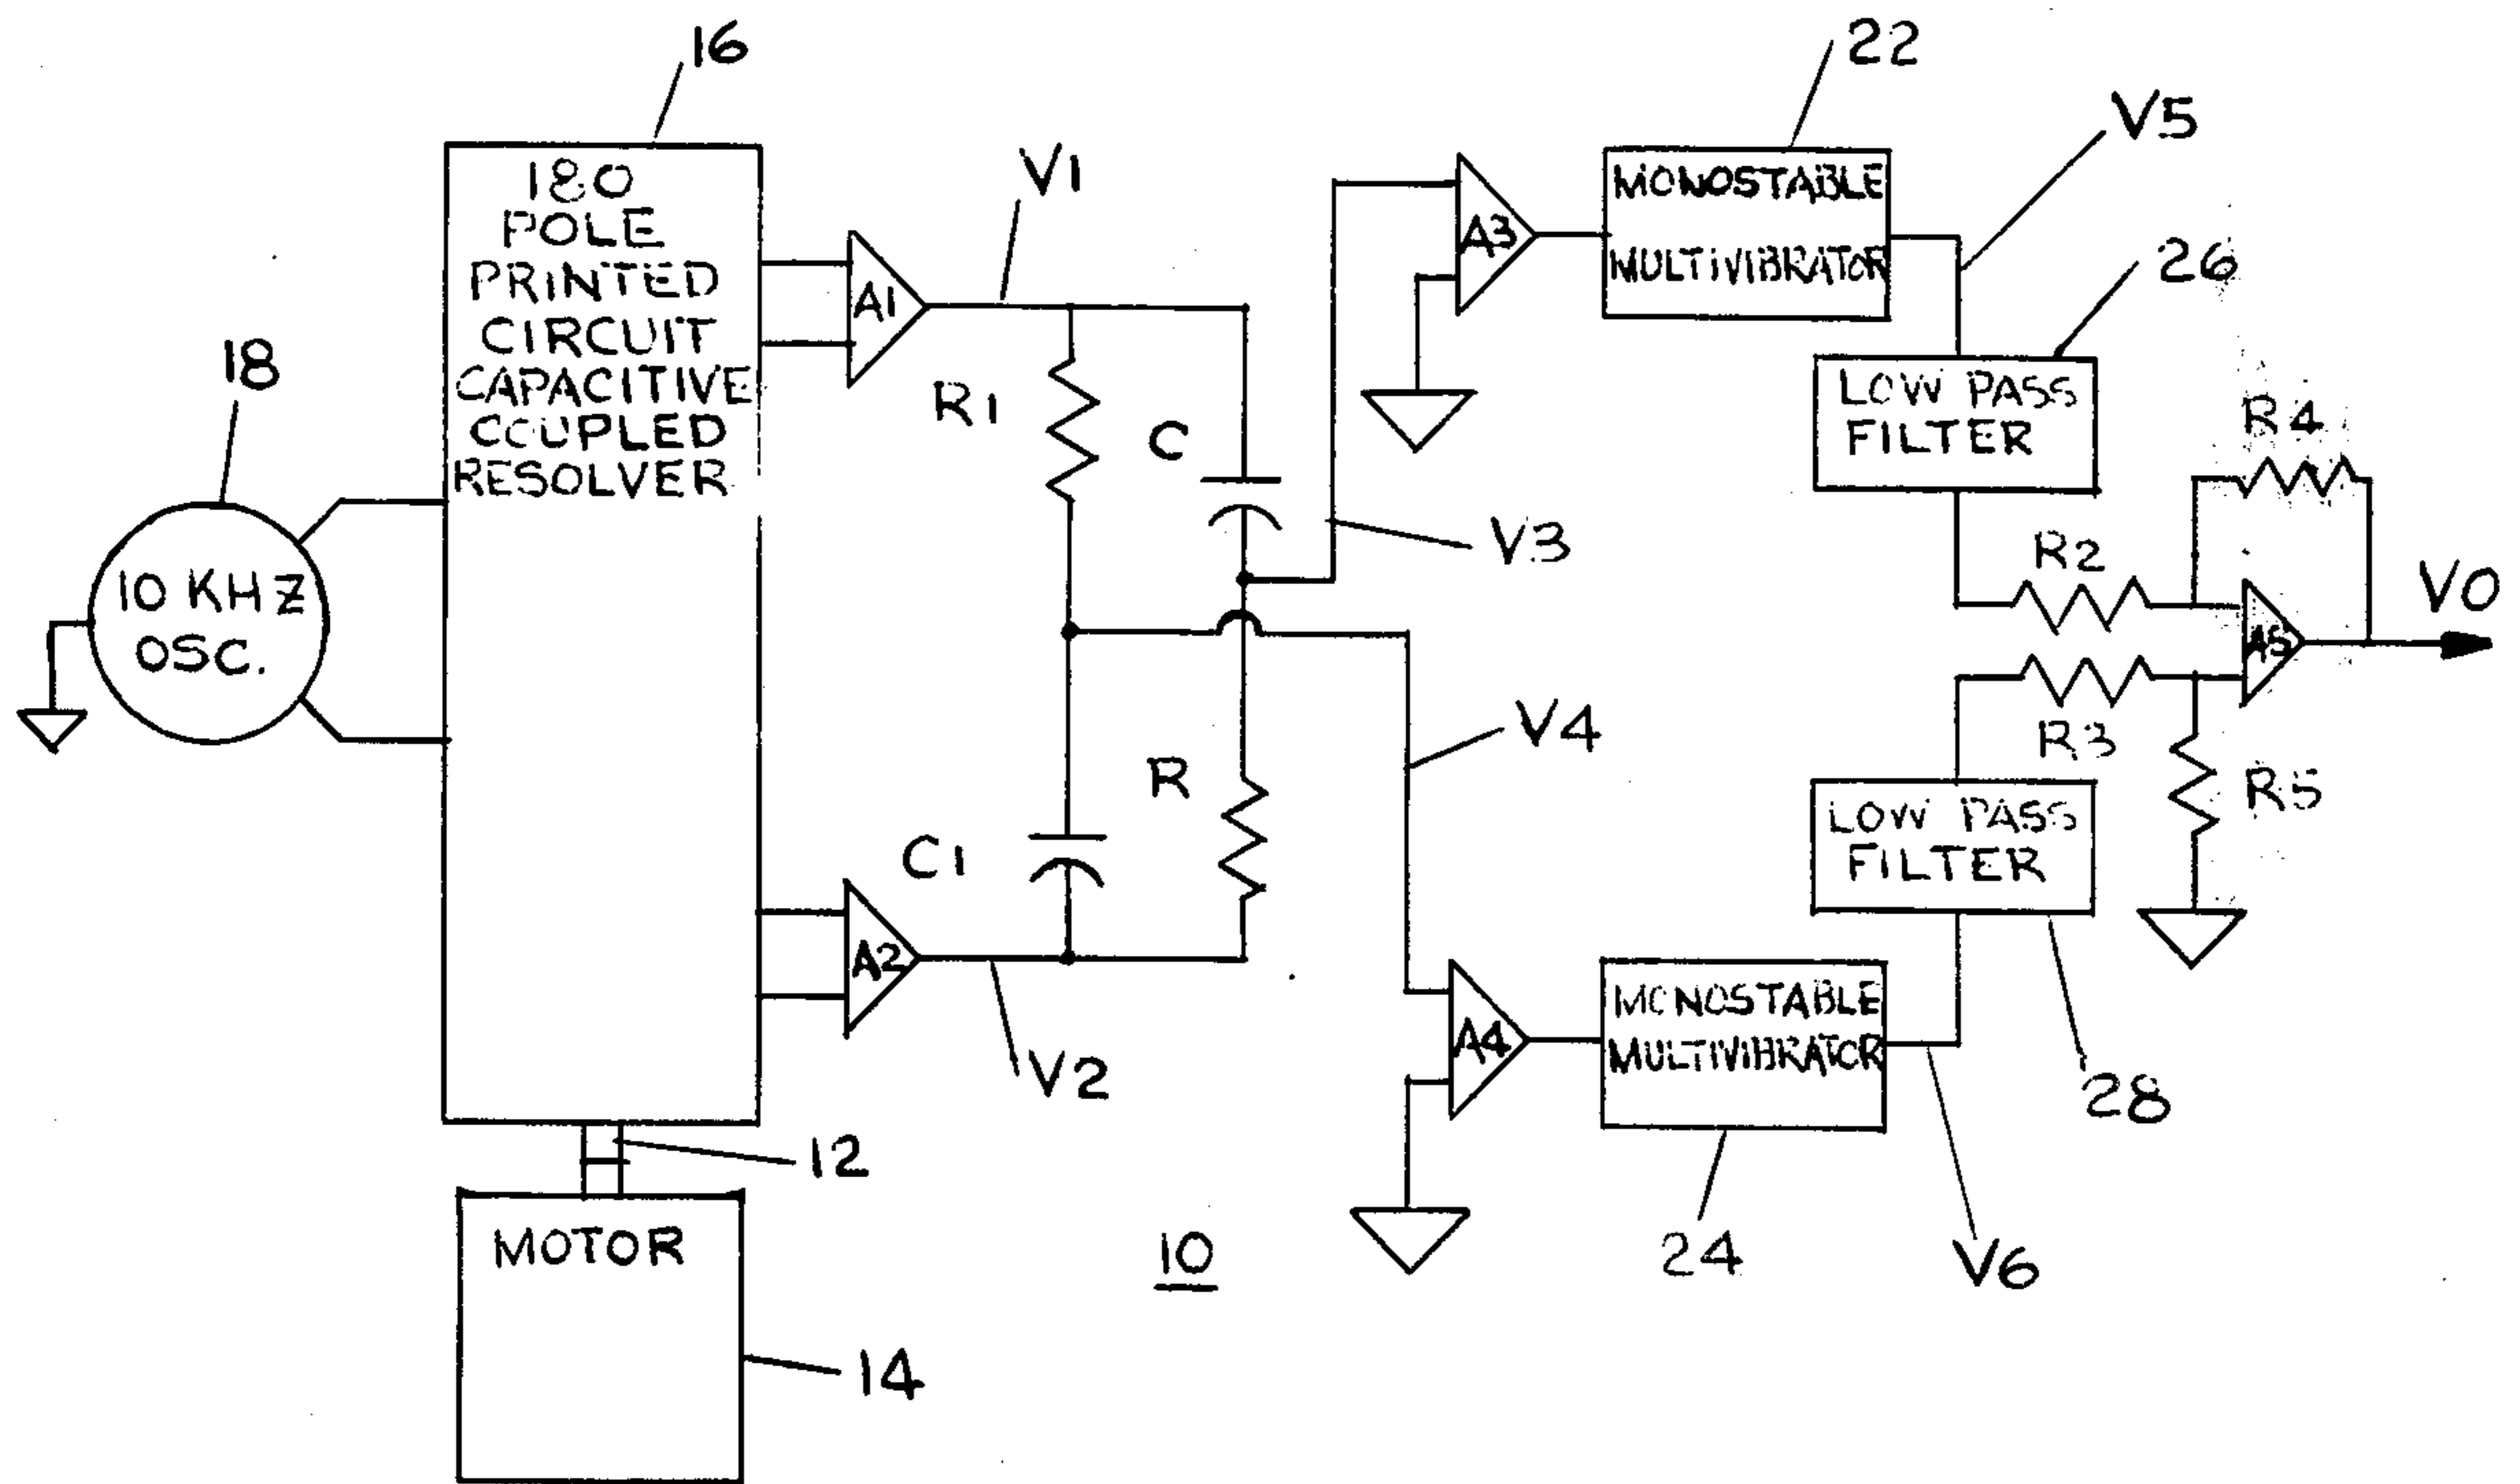 16
180
POLE
PRINTED
CIRCUIT
CAPACITIVE
COUPLED
RESOLVER
18
10 KHZ
OSC.
A1
V1
R1
C
V3
A3
22
MONOSTABLE
MULTIVIBRATOR
V5
26
LOW PASS
FILTER
R4
R2
A5
VO
R3
R5
LOW PASS
FILTER
28
V4
R
C1
A2
V2
A4
MONOSTABLE
MULTIVIBRATOR
24
V6
12
MOTOR
14
10